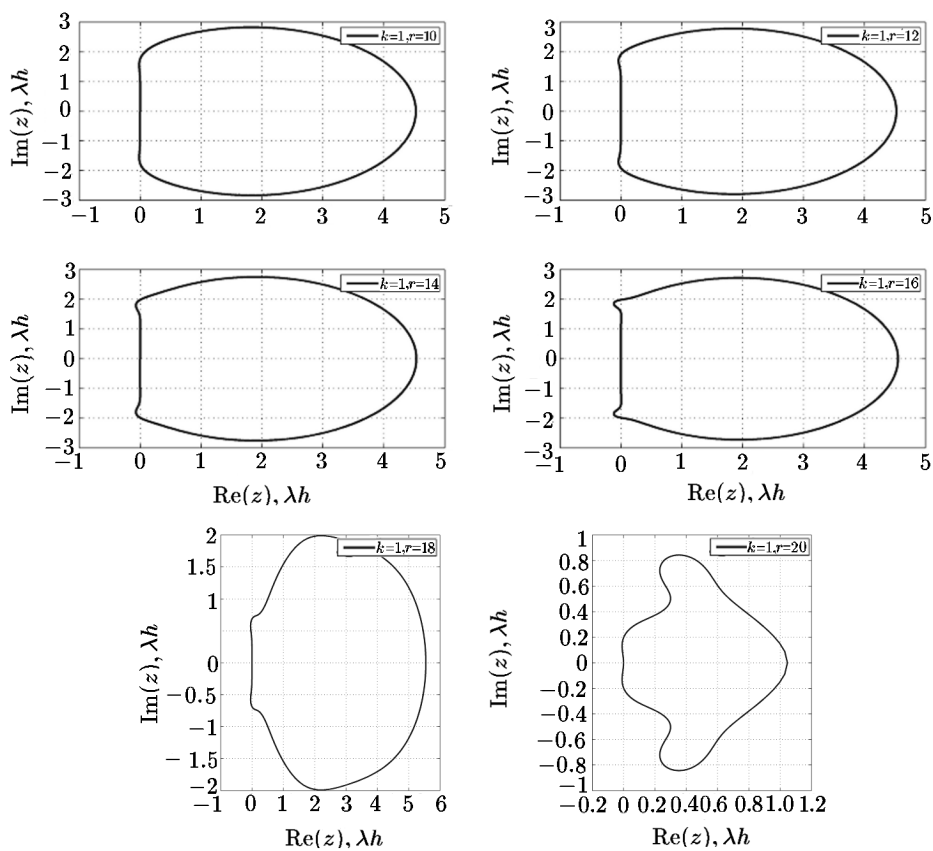 k=1,r=10
Im(z), λh
3
2
1
0
−1
−2
−3
−1 0 1 2 3 4 5
k=1,r=12
Im(z), λh
3
2
1
0
−1
−2
−3
−1 0 1 2 3 4 5
k=1,r=14
Im(z), λh
3
2
1
0
−1
−2
−3
−1 0 1 2 3 4 5
Re(z), λh
k=1,r=16
Im(z), λh
3
2
1
0
−1
−2
−3
−1 0 1 2 3 4 5
Re(z), λh
k=1,r=18
Im(z), λh
2
1.5
1
0
−0.5
−1
−1.5
−2
−1 0 1 2 3 4 5 6
Re(z), λh
k=1,r=20
Im(z), λh
1
0.8
0.6
0.4
0.2
0
−0.2
−0.4
−0.6
−0.8
−1
−0.2 0 0.2 0.4 0.6 0.8 1.0 1.2
Re(z), λh